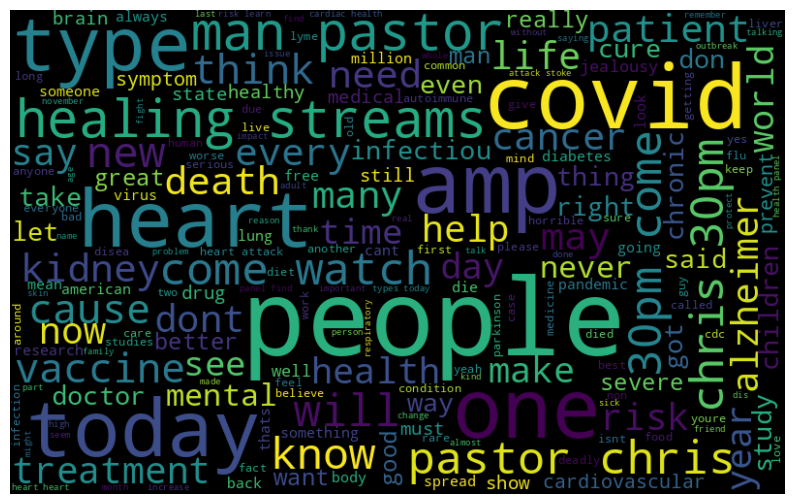 brain
always
last
risk learn
cardiac health
find
really
patient
remember
liver
talking
type
man pastor
lyme
million
common
without
saying
issue
life
cure
don
outbreak
symptom
think
need
man
even
jealousy
covid
world
long
someone
state
healthy
medical
autoimmune
attack stoke
getting
november
fight
due
old
give
look
healing streams
live
cancer
human
impact
say
new
every
infectiou
yes
flu
keep
worse
serious
mind
diabetes
anyone
great
death
free
still
thing
age
virus
adult
take
many
right
horrible
sure
chronic
prevent
protect
health panel
everyone
reason
real
let
bad
heart
time
amp
help
may
30pm come
chris 30pm
name
problem
thank
lung
another
cant
first
talk
please
going
guy
disea
heart attack
kidney
come
watch
day
never
said
mean
american
diet
die
pandemic
called
alzheimer
children
skin
two
drug
panel find
important
types today
done
cause
dont
people
parkinson
case
medicine
died
got
cdc
around
now
care
better
work
person
respiratory
research
studies
family
see
well
health
make
severe
best
vaccine
made
feel
yeah
kind
condition
non
dis
part
doctor
mental
believe
way
change
sick
youre
friend
infection
today
will
one
risk
year
study
love
high
seem
thats
something
must
rare
almost
isnt
food
might
know
good
pastor chris
treatment
fact
want
body
deadly
back
spread
show
cardiovascular
heart heart
month
increase